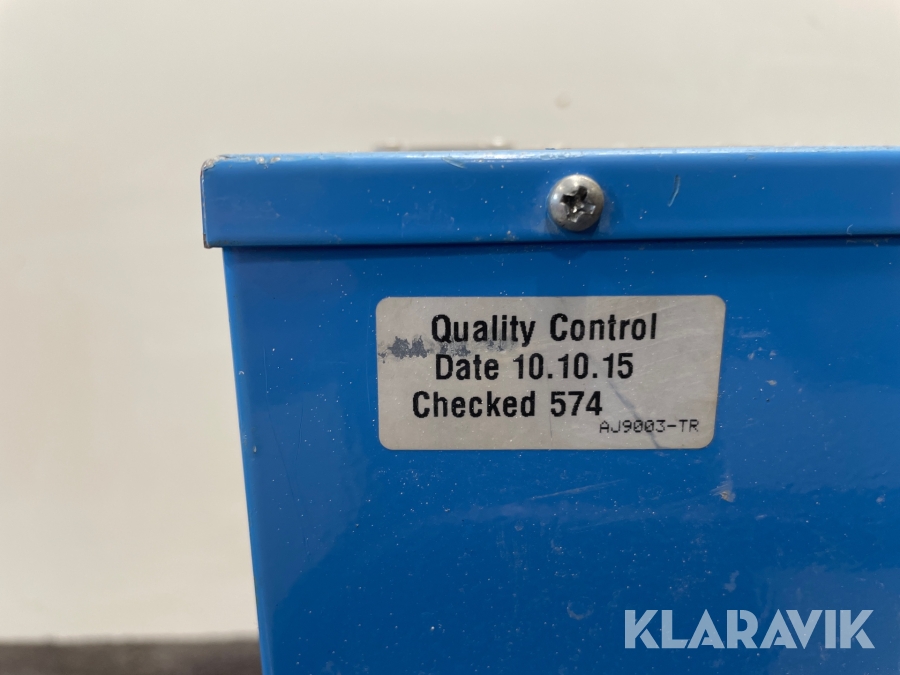 Quality Control
Date 10.10.15
Checked 574
AJ9003-TR
KLARAVIK